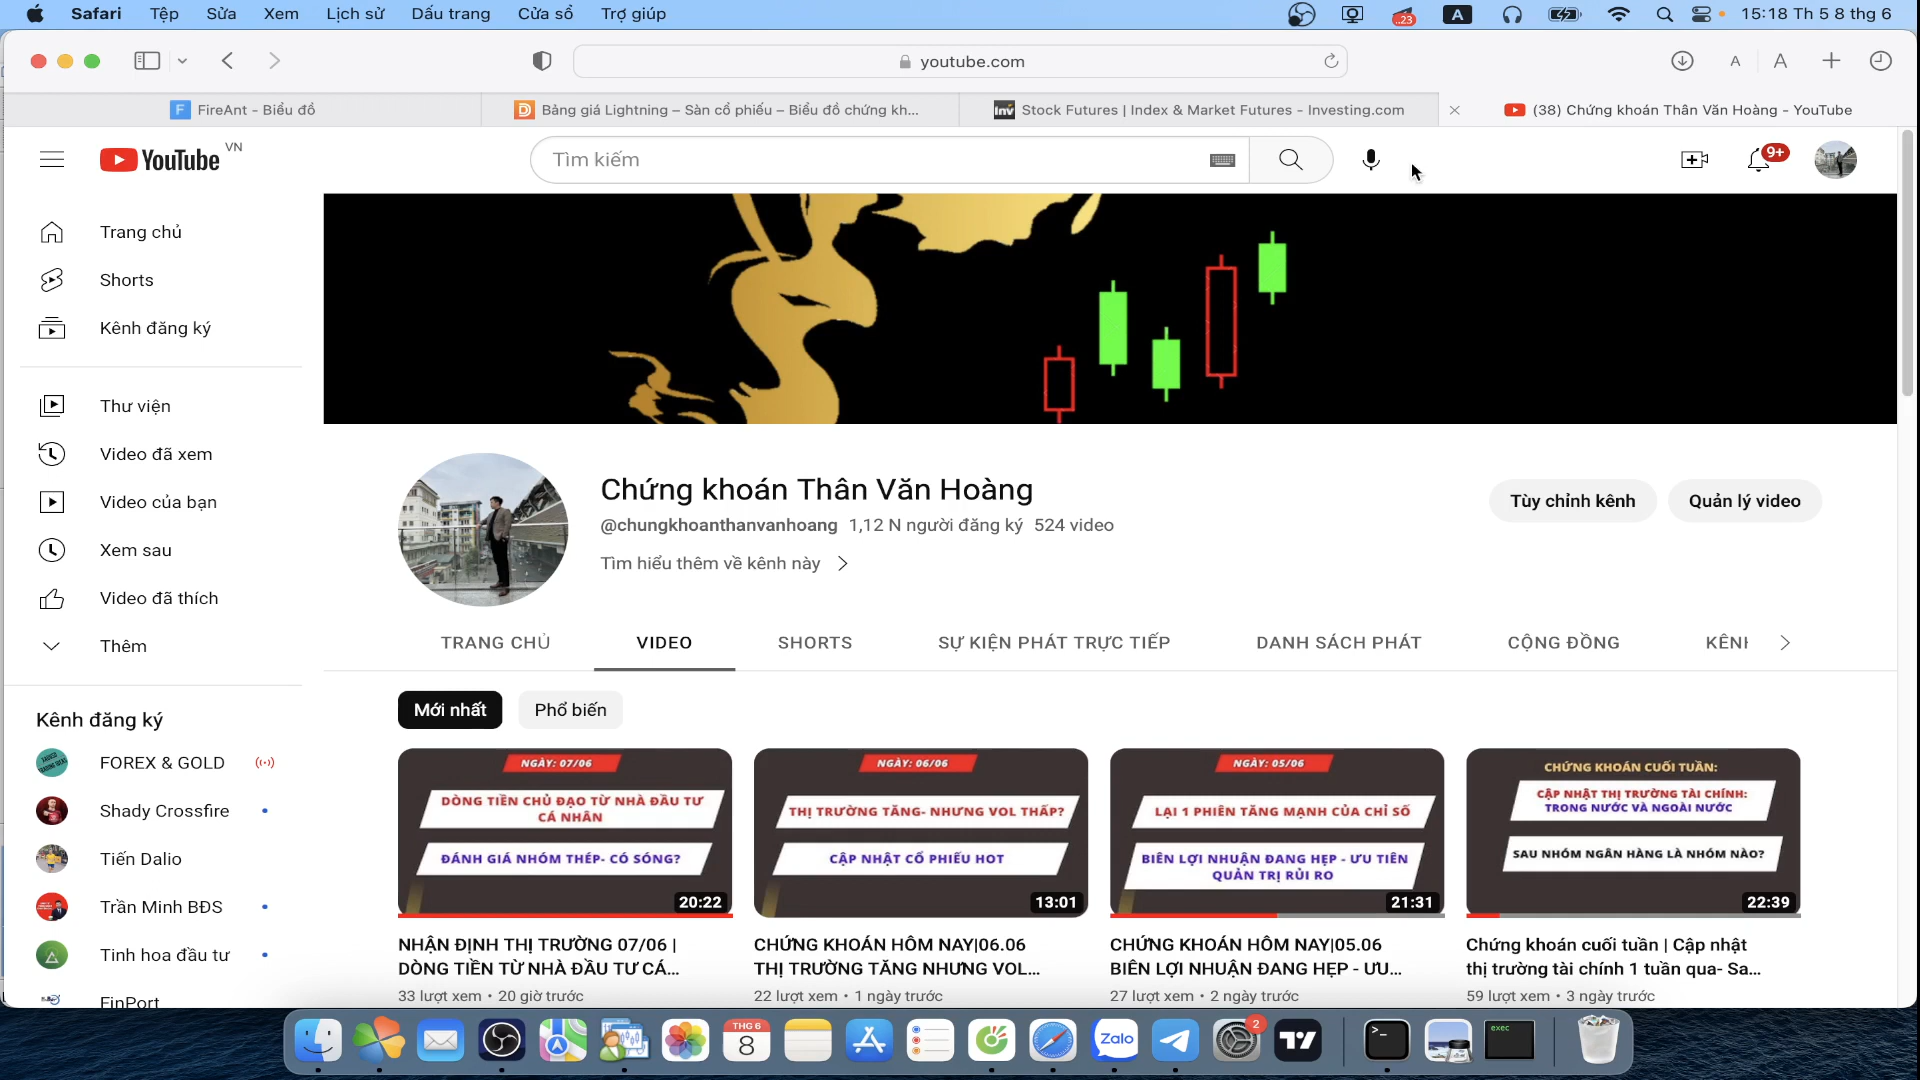 Safari Tệp Sửa Xem Lịch sử Dấu trang Cửa sổ Trợ giúp
23 A 15:18 Th 5 8 thg 6
youtube.com A A
FireAnt - Biểu đồ
Bảng giá Lightning – Sàn cổ phiếu – Biểu đồ chứng kh...
Inv Stock Futures | Index & Market Futures - Investing.com
(38) Chứng khoán Thân Văn Hoàng - YouTube
YouTube VN
Tìm kiếm
9+
Trang chủ
Shorts
Kênh đăng ký
Thư viện
Video đã xem
Video của bạn
Xem sau
Video đã thích
Thêm
Kênh đăng ký
FOREX & GOLD
Shady Crossfire
Tiến Dalio
Trần Minh BĐS
Tinh hoa đầu tư
FinPort
Chứng khoán Thân Văn Hoàng
@chungkhoanthanvanhoang 1,12 N người đăng ký 524 video
Tìm hiểu thêm về kênh này
Tùy chỉnh kênh Quản lý video
TRANG CHỦ VIDEO SHORTS SỰ KIỆN PHÁT TRỰC TIẾP DANH SÁCH PHÁT CỘNG ĐỒNG KÊNH
Mới nhất Phổ biến
NGÀY: 07/06
DÒNG TIỀN CHỦ ĐẠO TỪ NHÀ ĐẦU TƯ
CÁ NHÂN
ĐÁNH GIÁ NHÓM THÉP- CÓ SÓNG?
20:22
NHẬN ĐỊNH THỊ TRƯỜNG 07/06 |
DÒNG TIỀN TỪ NHÀ ĐẦU TƯ CÁ...
33 lượt xem • 20 giờ trước
NGÀY: 06/06
THỊ TRƯỜNG TĂNG- NHƯNG VOL THẤP?
CẬP NHẬT CỔ PHIẾU HOT
13:01
CHỨNG KHOÁN HÔM NAY|06.06
THỊ TRƯỜNG TĂNG NHƯNG VOL...
22 lượt xem • 1 ngày trước
NGÀY: 05/06
LẠI 1 PHIÊN TĂNG MẠNH CỦA CHỈ SỐ
BIÊN LỢI NHUẬN ĐANG HẸP - ƯU TIÊN
QUẢN TRỊ RỦI RO
21:31
CHỨNG KHOÁN HÔM NAY|05.06
BIÊN LỢI NHUẬN ĐANG HẸP - ƯU...
27 lượt xem • 2 ngày trước
CHỨNG KHOÁN CUỐI TUẦN:
CẬP NHẬT THỊ TRƯỜNG TÀI CHÍNH:
TRONG NƯỚC VÀ NGOÀI NƯỚC
SAU NHÓM NGÂN HÀNG LÀ NHÓM NÀO?
22:39
Chứng khoán cuối tuần | Cập nhật
thị trường tài chính 1 tuần qua- Sa...
59 lượt xem • 3 ngày trước
THG 6
8
Zalo
2
exec